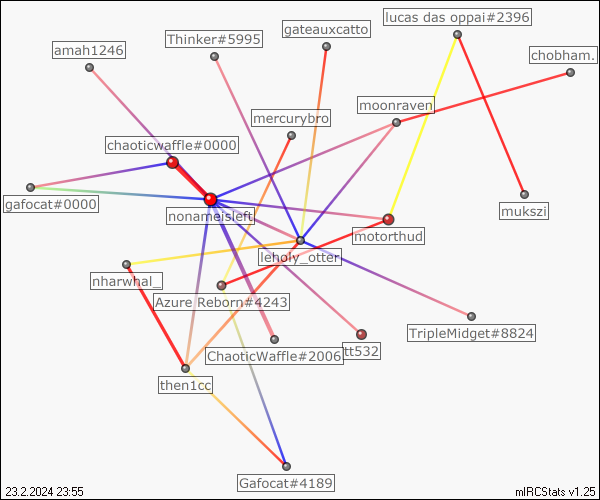 lucas das oppai#2396
gateauxcatto
Thinker#5995
amah1246
chobham.
moonraven
mercurybro
chaoticwaffle#0000
gafocat#0000
mukszi
nonameisleft
motorthud
leholy_otter
nharwhal_
Azure Reborn#4243
TripleMidget#8824
ChaoticWaffle#2006
tt532
then1cc
Gafocat#4189
23.2.2024 23:55
mIRCStats v1.25